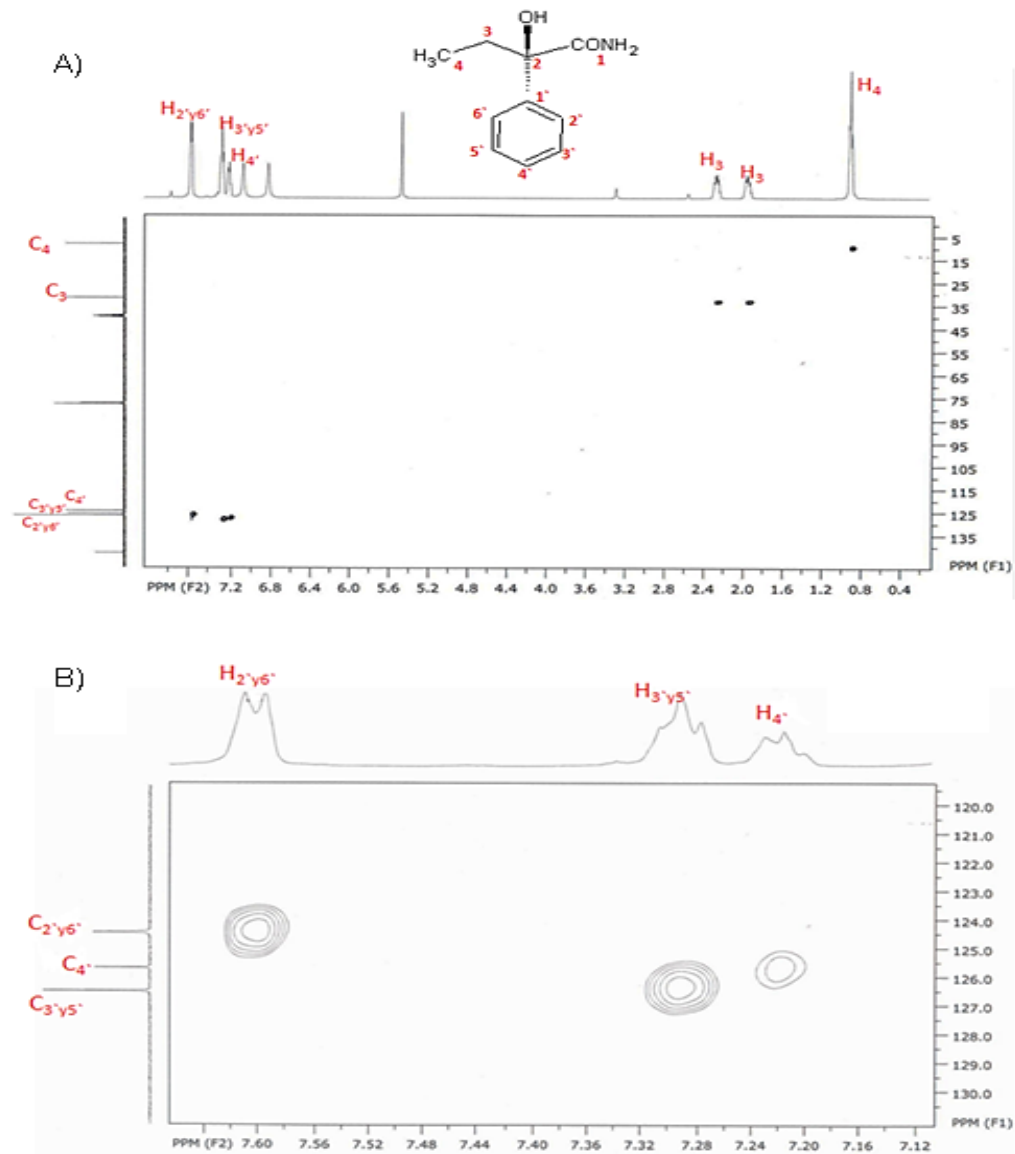 A)
OH
3
H₃C
4
2
CONH₂
1
1`
6`
2`
5`
3`
4`
H₂'y₆'
H₃'y₅'
H₄'
H₃
H₃
H₄
C₄
C₃
C₃'y₅' C₄'
C₂'y₆'
5
15
25
35
45
55
65
75
85
95
105
115
125
135
PPM (F1)
PPM (F2) 7.2 6.8 6.4 6.0 5.6 5.2 4.8 4.4 4.0 3.6 3.2 2.8 2.4 2.0 1.6 1.2 0.8 0.4
B)
H₂`y₆`
H₃`y₅`
H₄`
C₂`y₆`
C₄`
C₃`y₅`
120.0
121.0
122.0
123.0
124.0
125.0
126.0
127.0
128.0
129.0
130.0
PPM (F1)
PPM (F2) 7.60 7.56 7.52 7.48 7.44 7.40 7.36 7.32 7.28 7.24 7.20 7.16 7.12